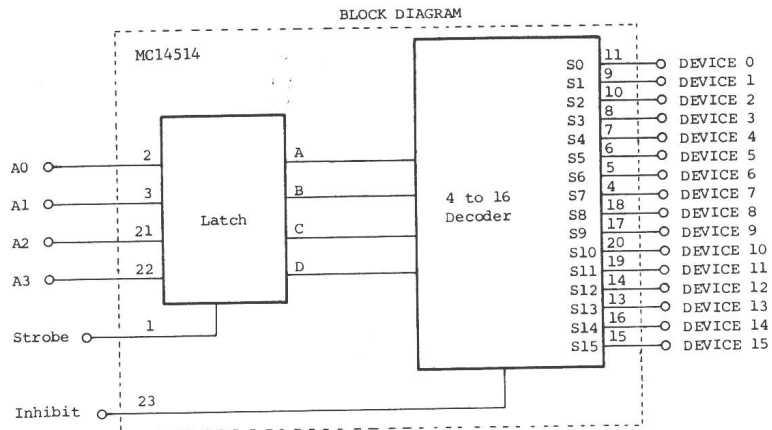 BLOCK DIAGRAM
MC14514
S0 11 DEVICE 0
S1 9 DEVICE 1
S2 10 DEVICE 2
S3 8 DEVICE 3
S4 7 DEVICE 4
S5 6 DEVICE 5
S6 5 DEVICE 6
S7 4 DEVICE 7
S8 18 DEVICE 8
S9 17 DEVICE 9
S10 20 DEVICE 10
S11 19 DEVICE 11
S12 14 DEVICE 12
S13 13 DEVICE 13
S14 16 DEVICE 14
S15 15 DEVICE 15
A0 2 A
A1 3 B
A2 21 C
A3 22 D
Latch
4 to 16
Decoder
Strobe 1
Inhibit 23